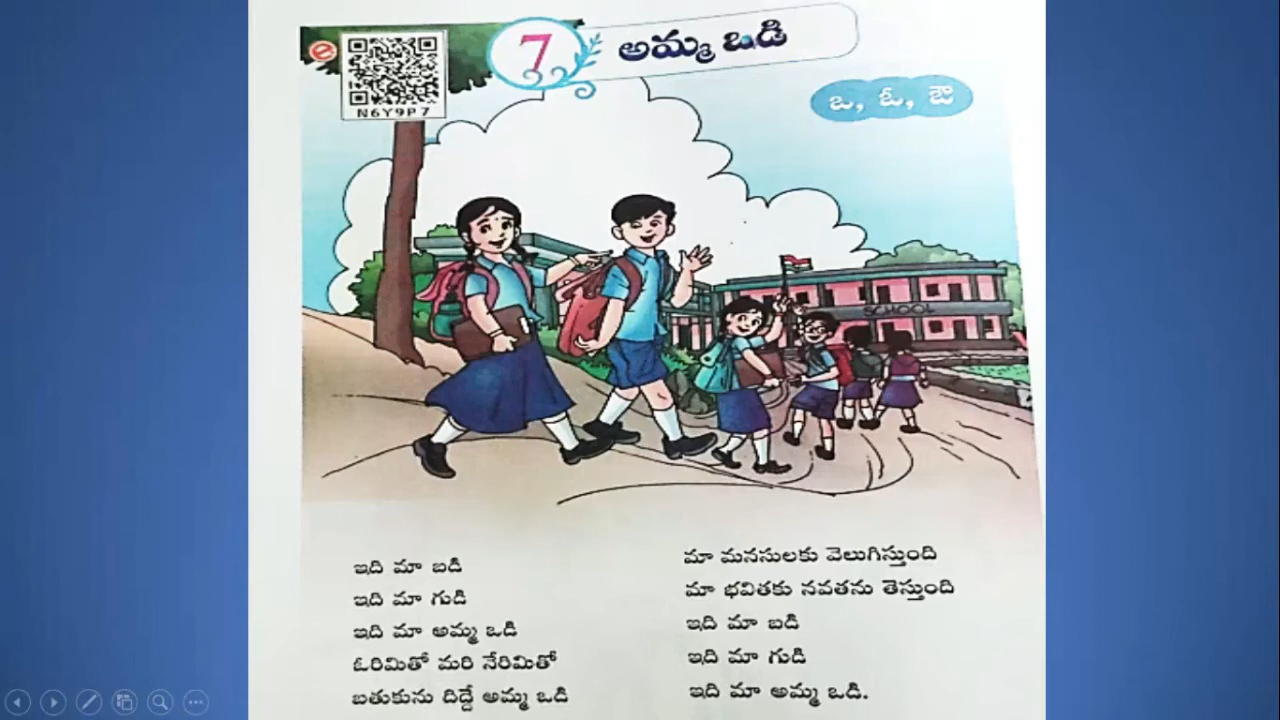 e
7
అమ్మ ఒడి
N6Y9P7
ఒ, ఓ, ఔ
SCHOOL
ఇది మా బడి
ఇది మా గుడి
ఇది మా అమ్మ ఒడి
ఓరిమితో మరి నేరిమితో
బతుకును దిద్దే అమ్మ ఒడి
మా మనసులకు వెలుగిస్తుంది
మా భవితకు నవతను తెస్తుంది
ఇది మా బడి
ఇది మా గుడి
ఇది మా అమ్మ ఒడి.